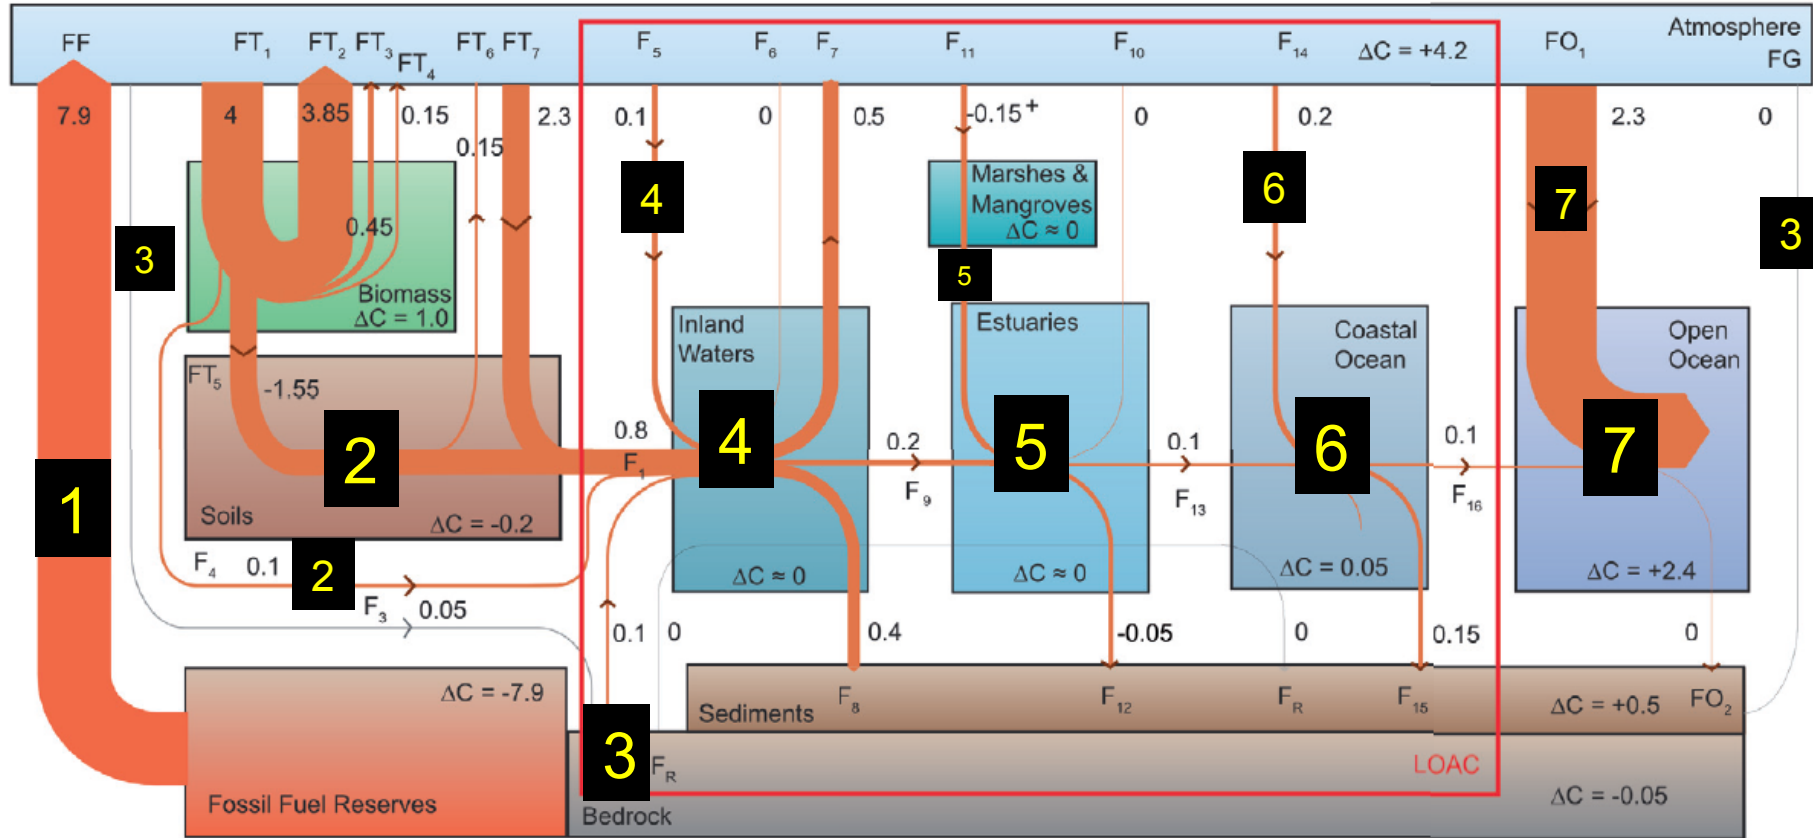 FF
FT1
FT2
FT3
FT4
FT6
FT7
F5
F6
F7
F11
F10
F14
ΔC = +4.2
FO1
Atmosphere
FG
7.9
4
3.85
0.15
0.15
2.3
0.1
0
0.5
-0.15+
0
0.2
2.3
0
3
0.45
Biomass
ΔC = 1.0
4
Marshes &
Mangroves
ΔC ≈ 0
5
6
7
3
FT5
-1.55
2
Soils
ΔC = -0.2
0.8
F1
Inland
Waters
4
ΔC ≈ 0
0.2
F9
Estuaries
5
ΔC ≈ 0
0.1
F13
Coastal
Ocean
6
ΔC = 0.05
0.1
F16
Open
Ocean
7
ΔC = +2.4
1
F4
0.1
2
F3
0.05
0.1
0
0.4
-0.05
0
0.15
0
ΔC = -7.9
Fossil Fuel Reserves
Sediments
F8
F12
FR
F15
ΔC = +0.5
FO2
3
FR
LOAC
Bedrock
ΔC = -0.05